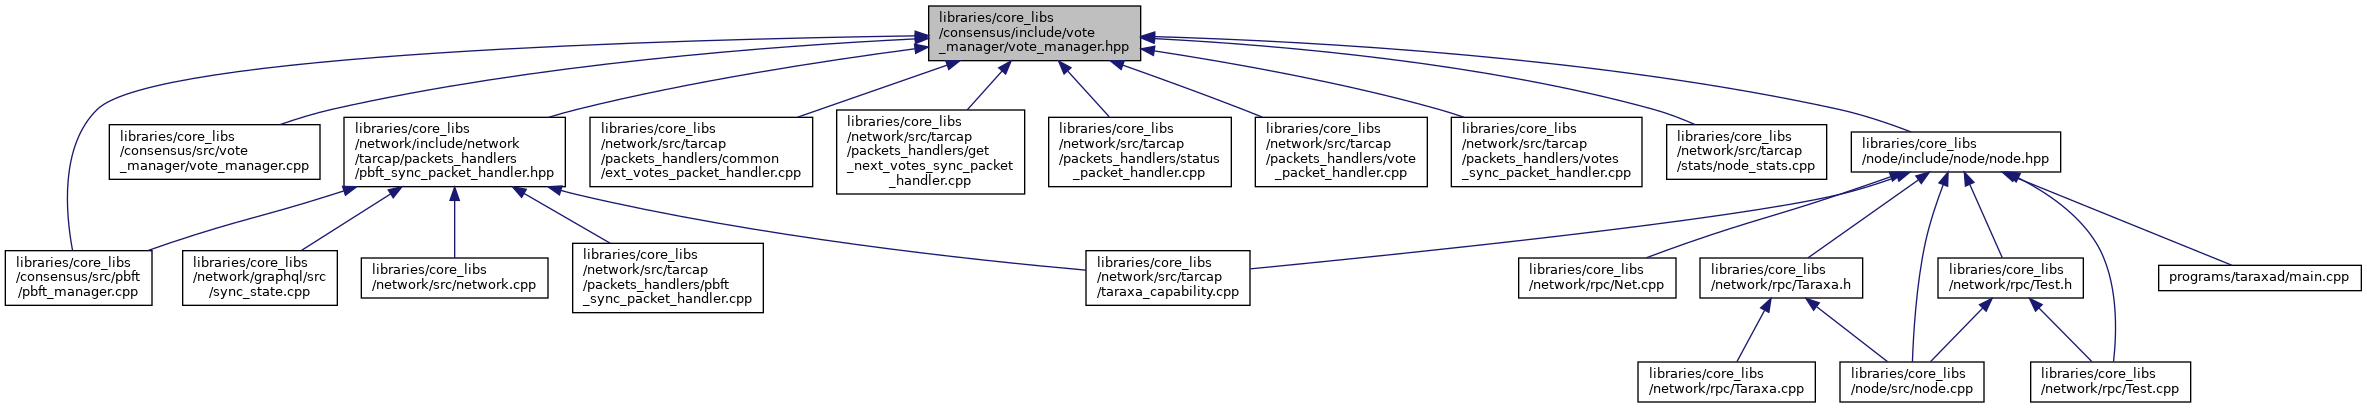 libraries/core_libs
/consensus/include/vote
_manager/vote_manager.hpp
libraries/core_libs
/consensus/src/vote
_manager/vote_manager.cpp
libraries/core_libs
/network/include/network
/tarcap/packets_handlers
/pbft_sync_packet_handler.hpp
libraries/core_libs
/network/src/tarcap
/packets_handlers/common
/ext_votes_packet_handler.cpp
libraries/core_libs
/network/src/tarcap
/packets_handlers/get
_next_votes_sync_packet
_handler.cpp
libraries/core_libs
/network/src/tarcap
/packets_handlers/status
_packet_handler.cpp
libraries/core_libs
/network/src/tarcap
/packets_handlers/vote
_packet_handler.cpp
libraries/core_libs
/network/src/tarcap
/packets_handlers/votes
_sync_packet_handler.cpp
libraries/core_libs
/network/src/tarcap
/stats/node_stats.cpp
libraries/core_libs
/node/include/node/node.hpp
libraries/core_libs
/consensus/src/pbft
/pbft_manager.cpp
libraries/core_libs
/network/graphql/src
/sync_state.cpp
libraries/core_libs
/network/src/network.cpp
libraries/core_libs
/network/src/tarcap
/packets_handlers/pbft
_sync_packet_handler.cpp
libraries/core_libs
/network/src/tarcap
/taraxa_capability.cpp
libraries/core_libs
/network/rpc/Net.cpp
libraries/core_libs
/network/rpc/Taraxa.h
libraries/core_libs
/network/rpc/Test.h
programs/taraxad/main.cpp
libraries/core_libs
/network/rpc/Taraxa.cpp
libraries/core_libs
/node/src/node.cpp
libraries/core_libs
/network/rpc/Test.cpp